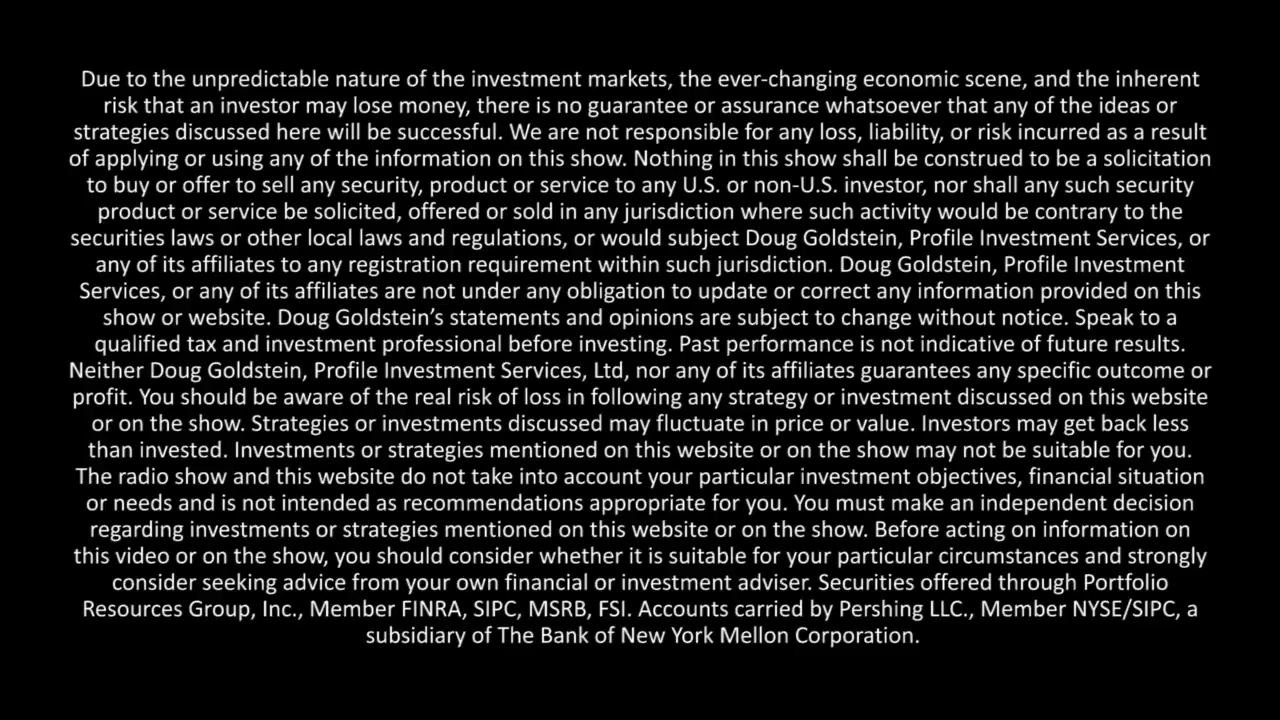 Due to the unpredictable nature of the investment markets, the ever-changing economic scene, and the inherent
risk that an investor may lose money, there is no guarantee or assurance whatsoever that any of the ideas or
strategies discussed here will be successful. We are not responsible for any loss, liability, or risk incurred as a result
of applying or using any of the information on this show. Nothing in this show shall be construed to be a solicitation
to buy or offer to sell any security, product or service to any U.S. or non-U.S. investor, nor shall any such security
product or service be solicited, offered or sold in any jurisdiction where such activity would be contrary to the
securities laws or other local laws and regulations, or would subject Doug Goldstein, Profile Investment Services, or
any of its affiliates to any registration requirement within such jurisdiction. Doug Goldstein, Profile Investment
Services, or any of its affiliates are not under any obligation to update or correct any information provided on this
show or website. Doug Goldstein’s statements and opinions are subject to change without notice. Speak to a
qualified tax and investment professional before investing. Past performance is not indicative of future results.
Neither Doug Goldstein, Profile Investment Services, Ltd, nor any of its affiliates guarantees any specific outcome or
profit. You should be aware of the real risk of loss in following any strategy or investment discussed on this website
or on the show. Strategies or investments discussed may fluctuate in price or value. Investors may get back less
than invested. Investments or strategies mentioned on this website or on the show may not be suitable for you.
The radio show and this website do not take into account your particular investment objectives, financial situation
or needs and is not intended as recommendations appropriate for you. You must make an independent decision
regarding investments or strategies mentioned on this website or on the show. Before acting on information on
this video or on the show, you should consider whether it is suitable for your particular circumstances and strongly
consider seeking advice from your own financial or investment adviser. Securities offered through Portfolio
Resources Group, Inc., Member FINRA, SIPC, MSRB, FSI. Accounts carried by Pershing LLC., Member NYSE/SIPC, a
subsidiary of The Bank of New York Mellon Corporation.